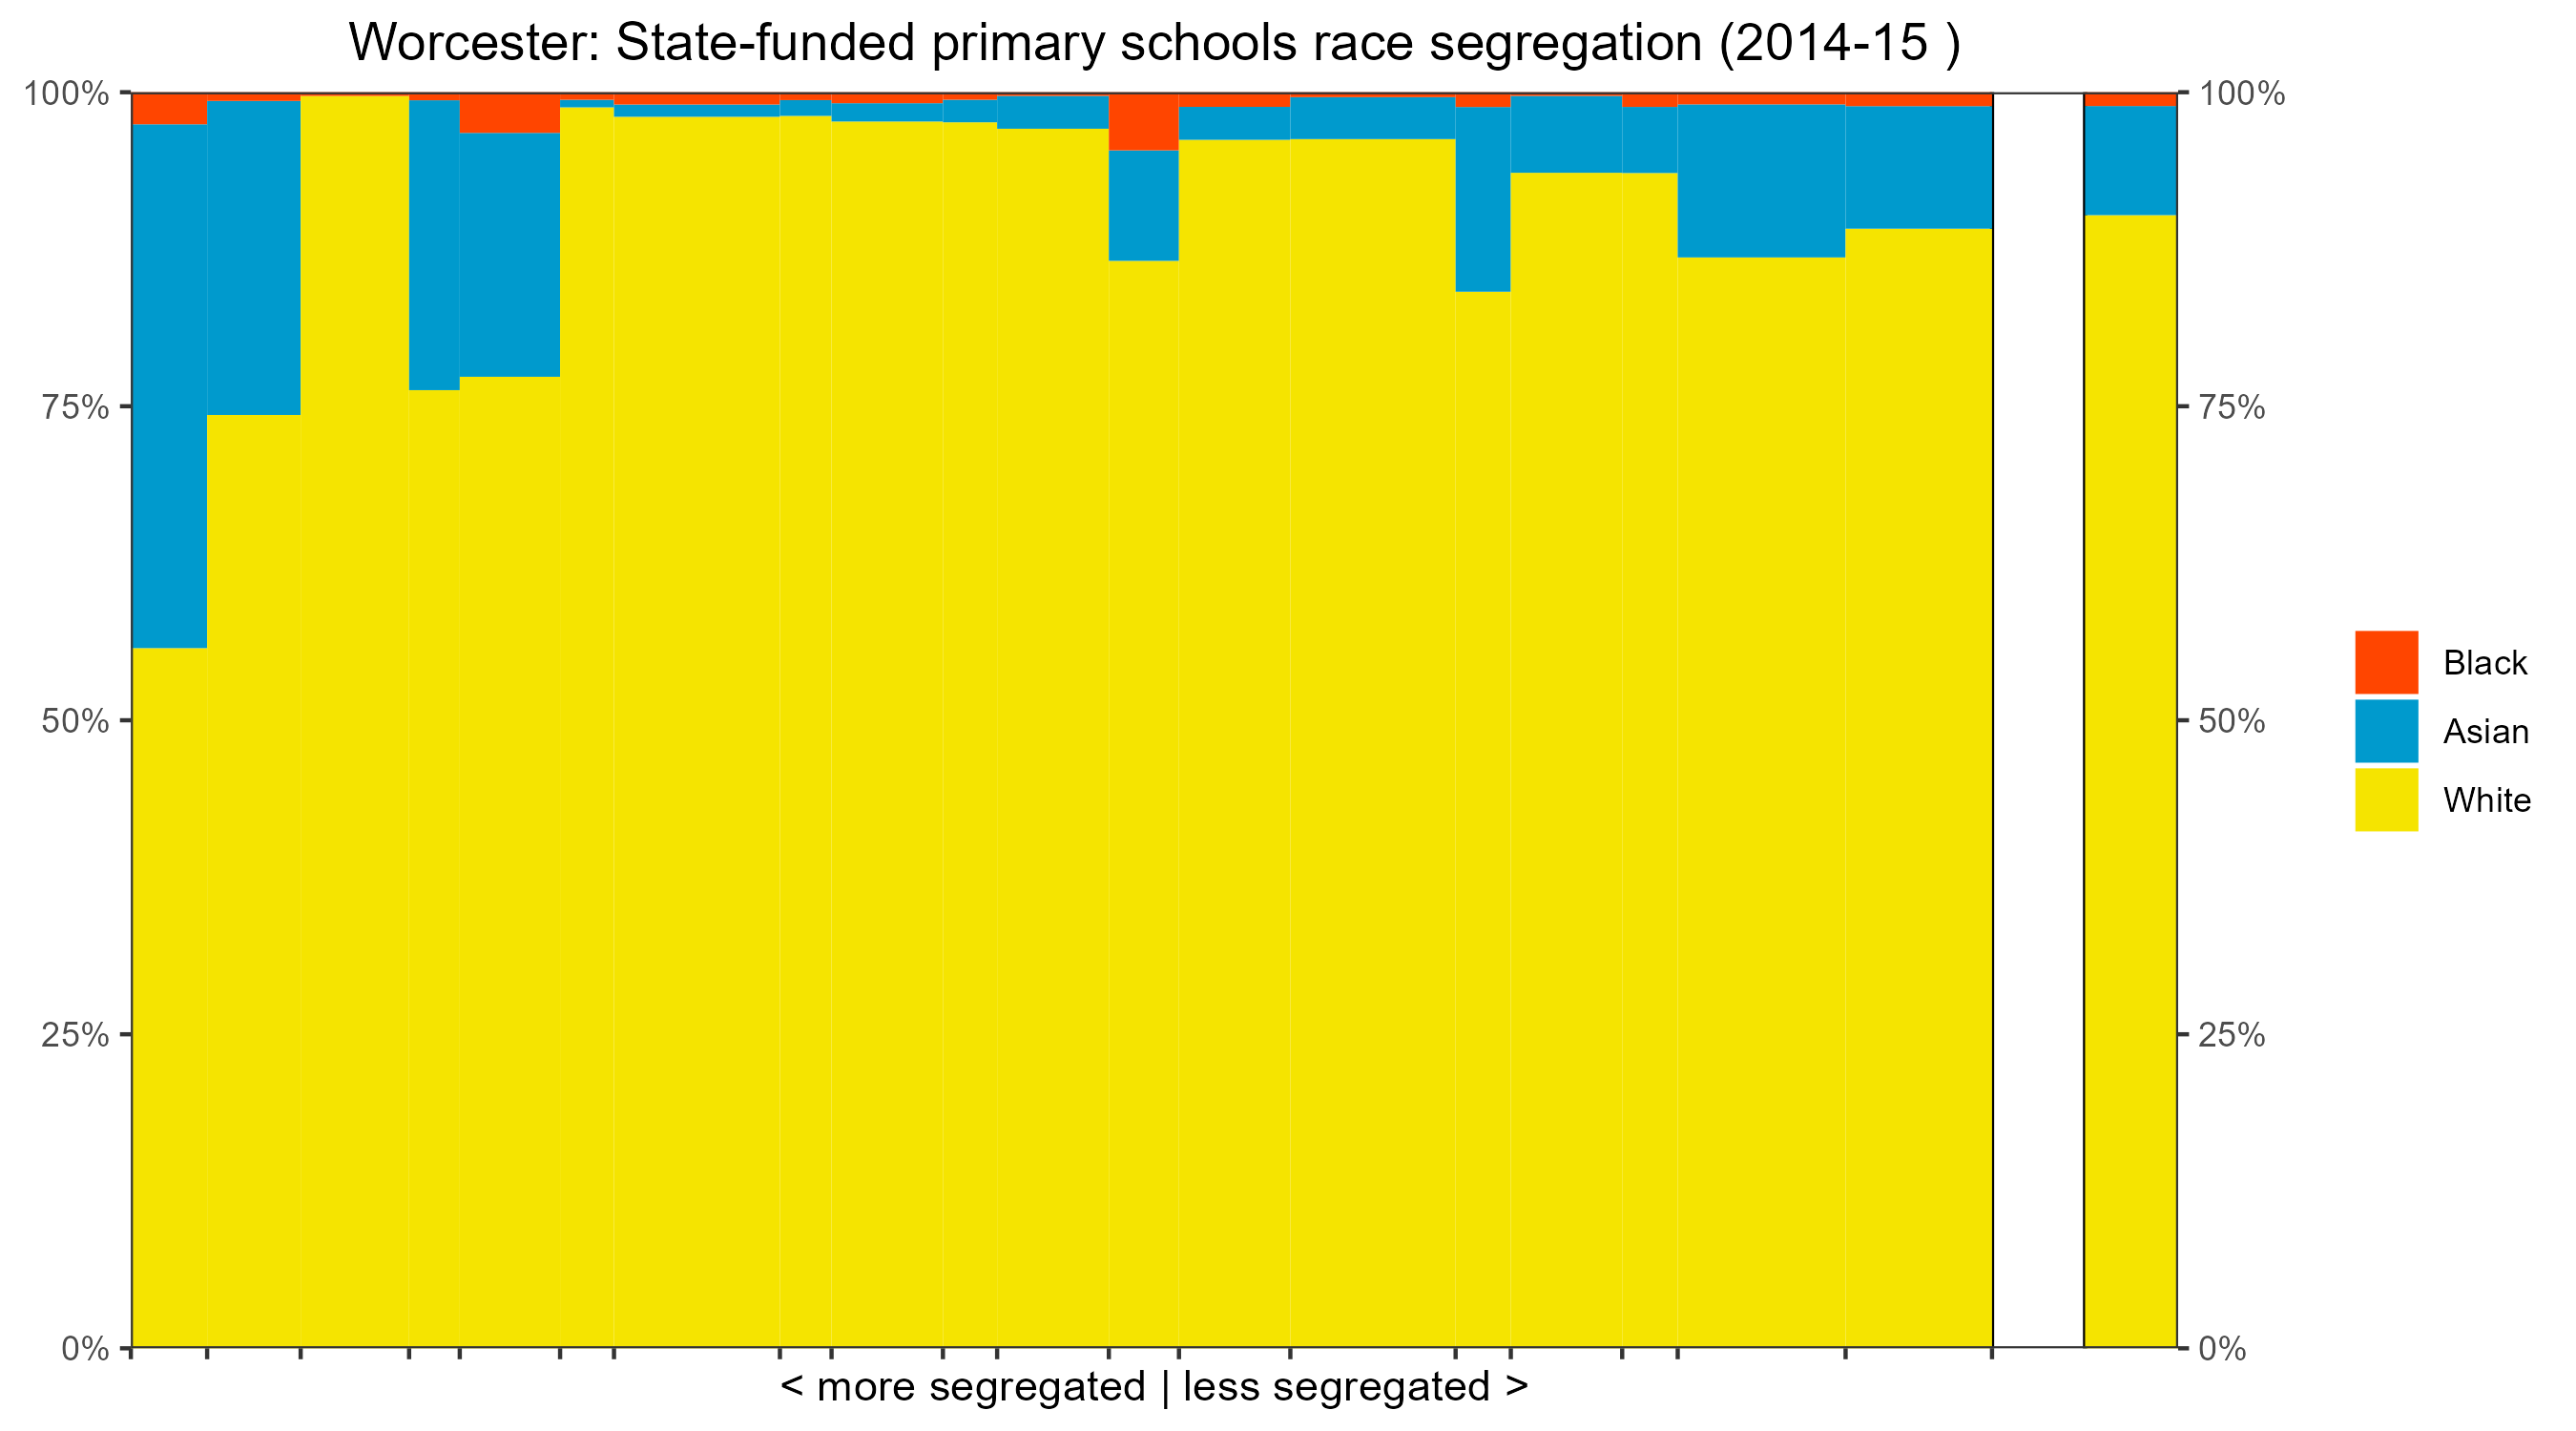 Worcester: State-funded primary schools race segregation (2014-15 )
100%
75%
50%
25%
0%
100%
75%
50%
25%
0%
Black
Asian
White
< more segregated | less segregated >